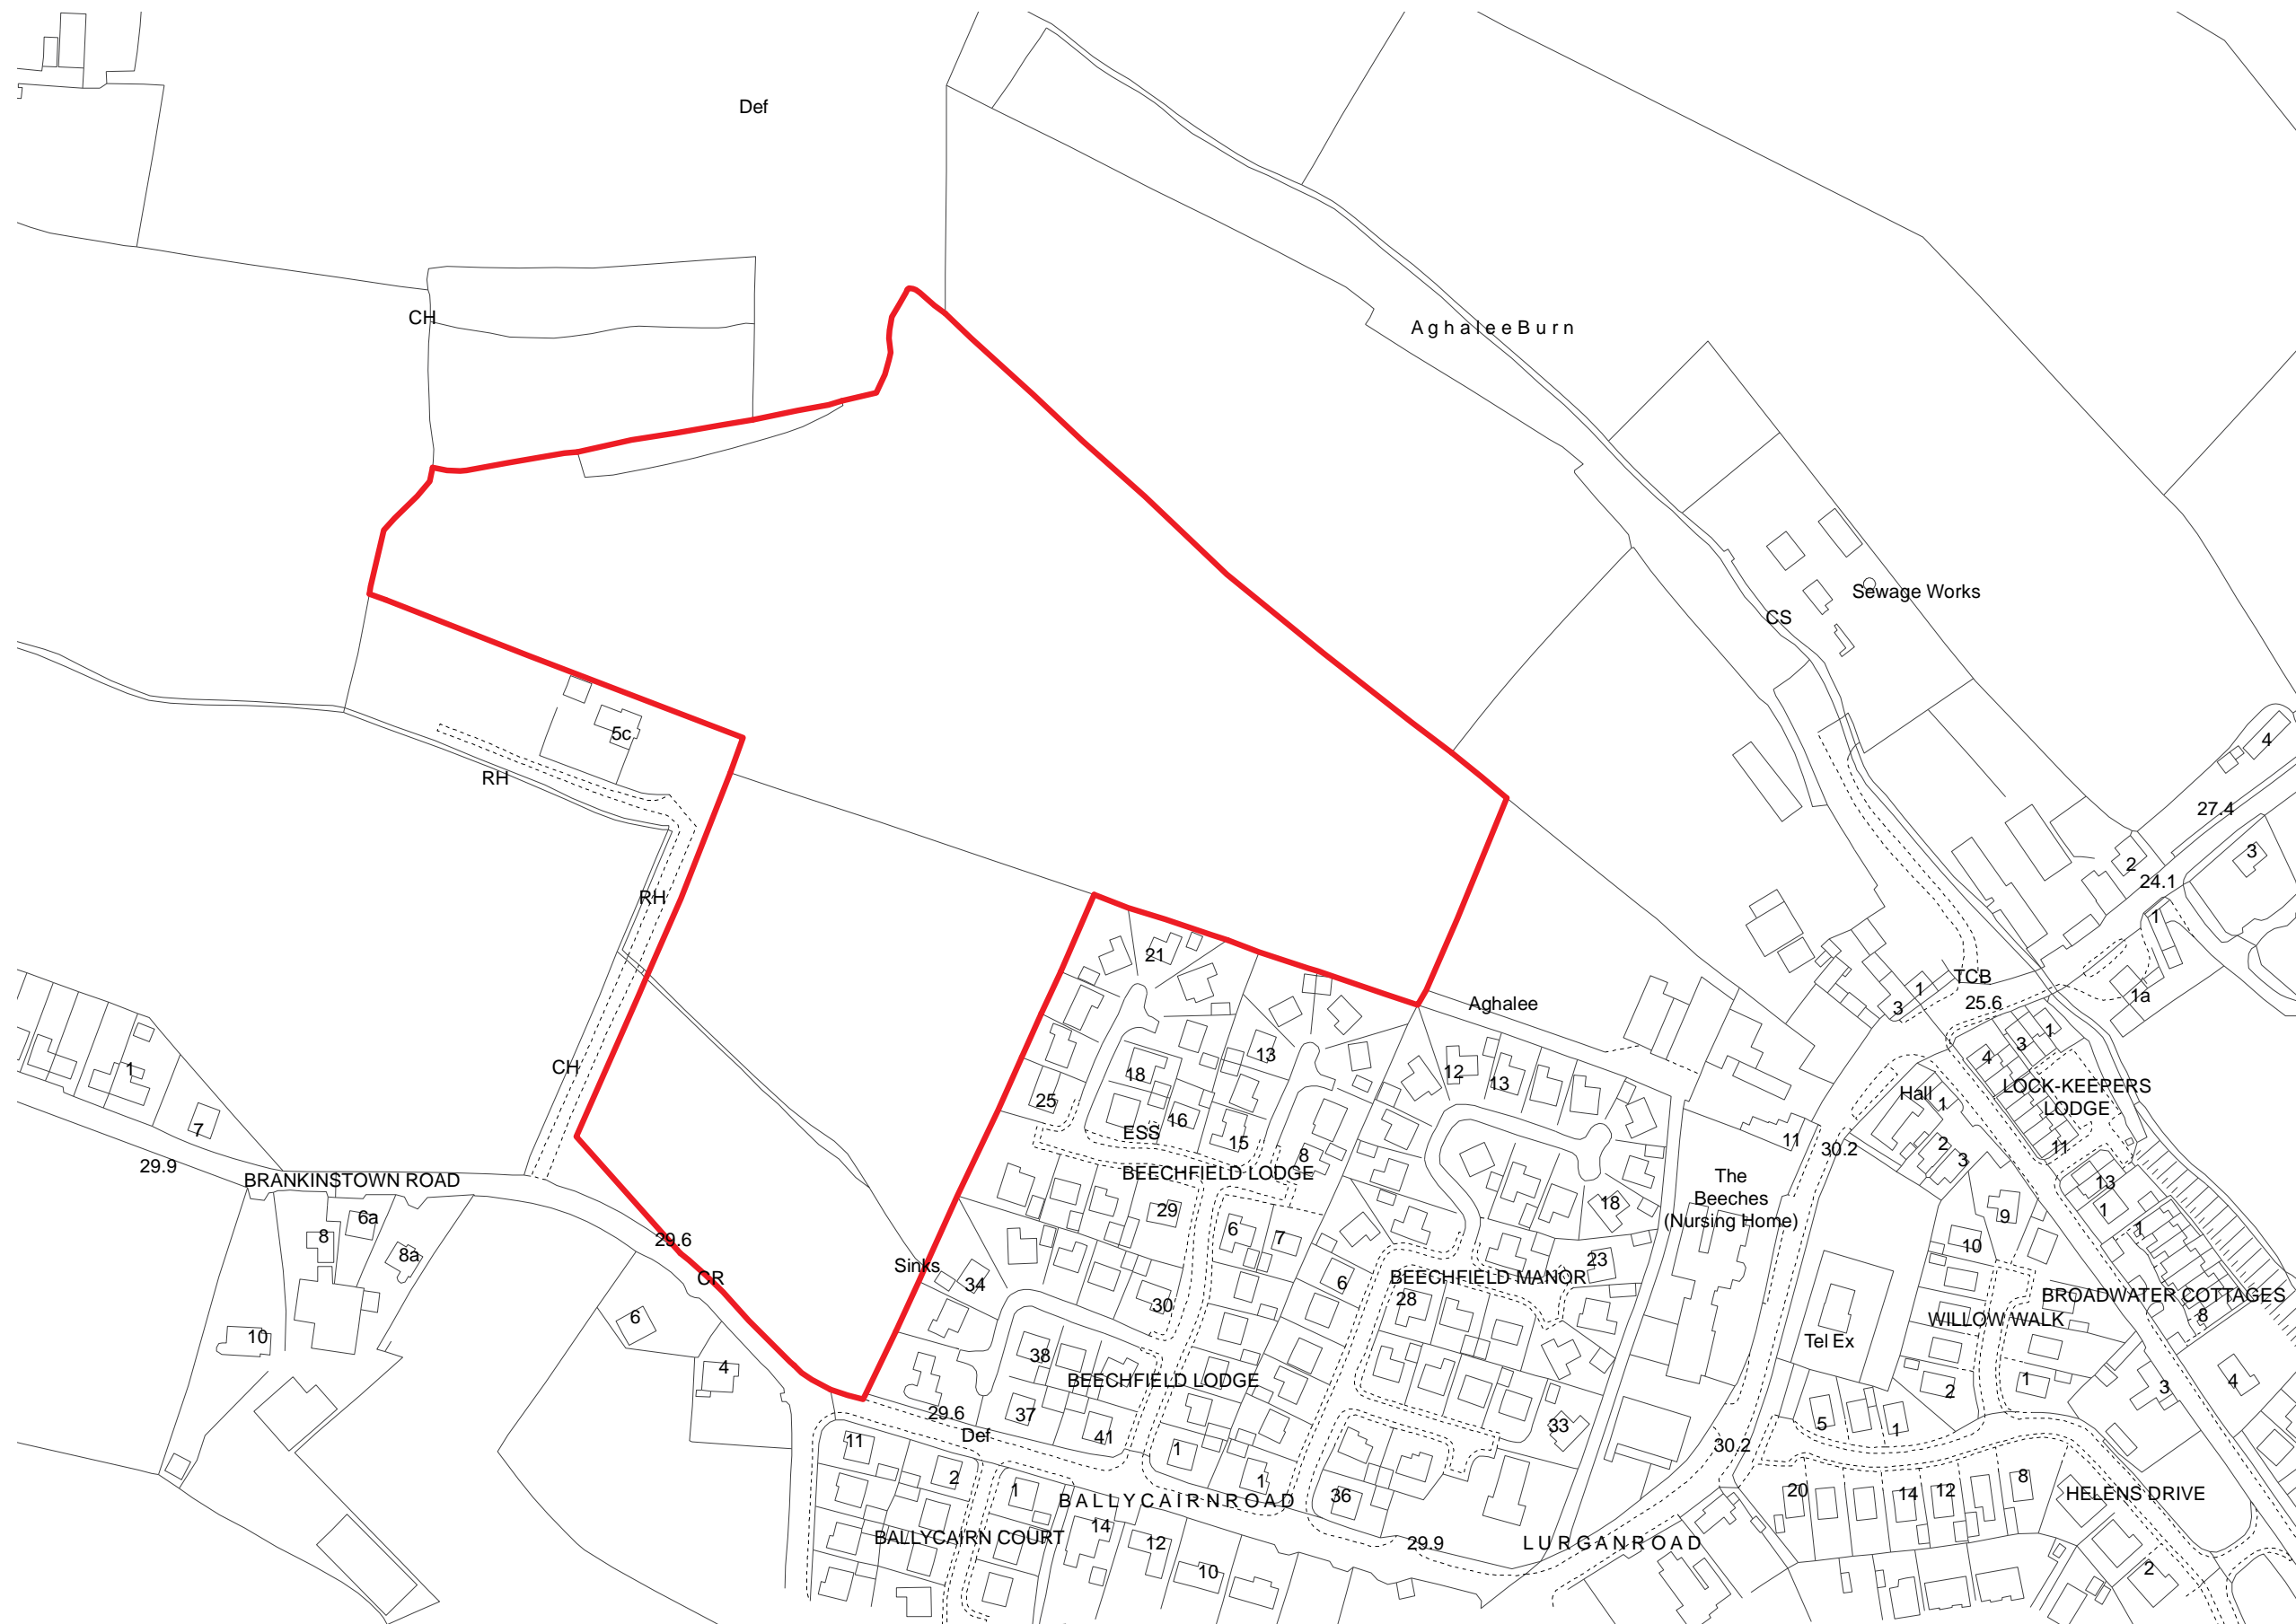 Def
CH
AghaleeBurn
Sewage Works
CS
5c
4
RH
27.4
3
2
24.1
RH
1
21
TCB
1
1a
Aghalee
25.6
3
1
3
13
4
CH
12
1
18
13
LOCK-KEEPERS
LODGE
Hall
25
1
16
7
ESS
15
11
11
2
30.2
8
3
29.9
BRANKINSTOWN ROAD
BEECHFIELD LODGE
The
Beeches
(Nursing Home)
13
18
29
1
6a
9
6
1
8
7
29.6
10
8a
23
Sinks
CR
34
6
BEECHFIELD MANOR
BROADWATER COTTAGES
28
30
6
8
WILLOW WALK
10
Tel Ex
38
4
BEECHFIELD LODGE
1
3
4
2
29.6
37
5
33
1
Def
41
11
1
30.2
2
1
8
1
20
14
12
HELENS DRIVE
36
BALLYCAIRNROAD
14
BALLYCAIRN COURT
12
29.9
LURGANROAD
10
2